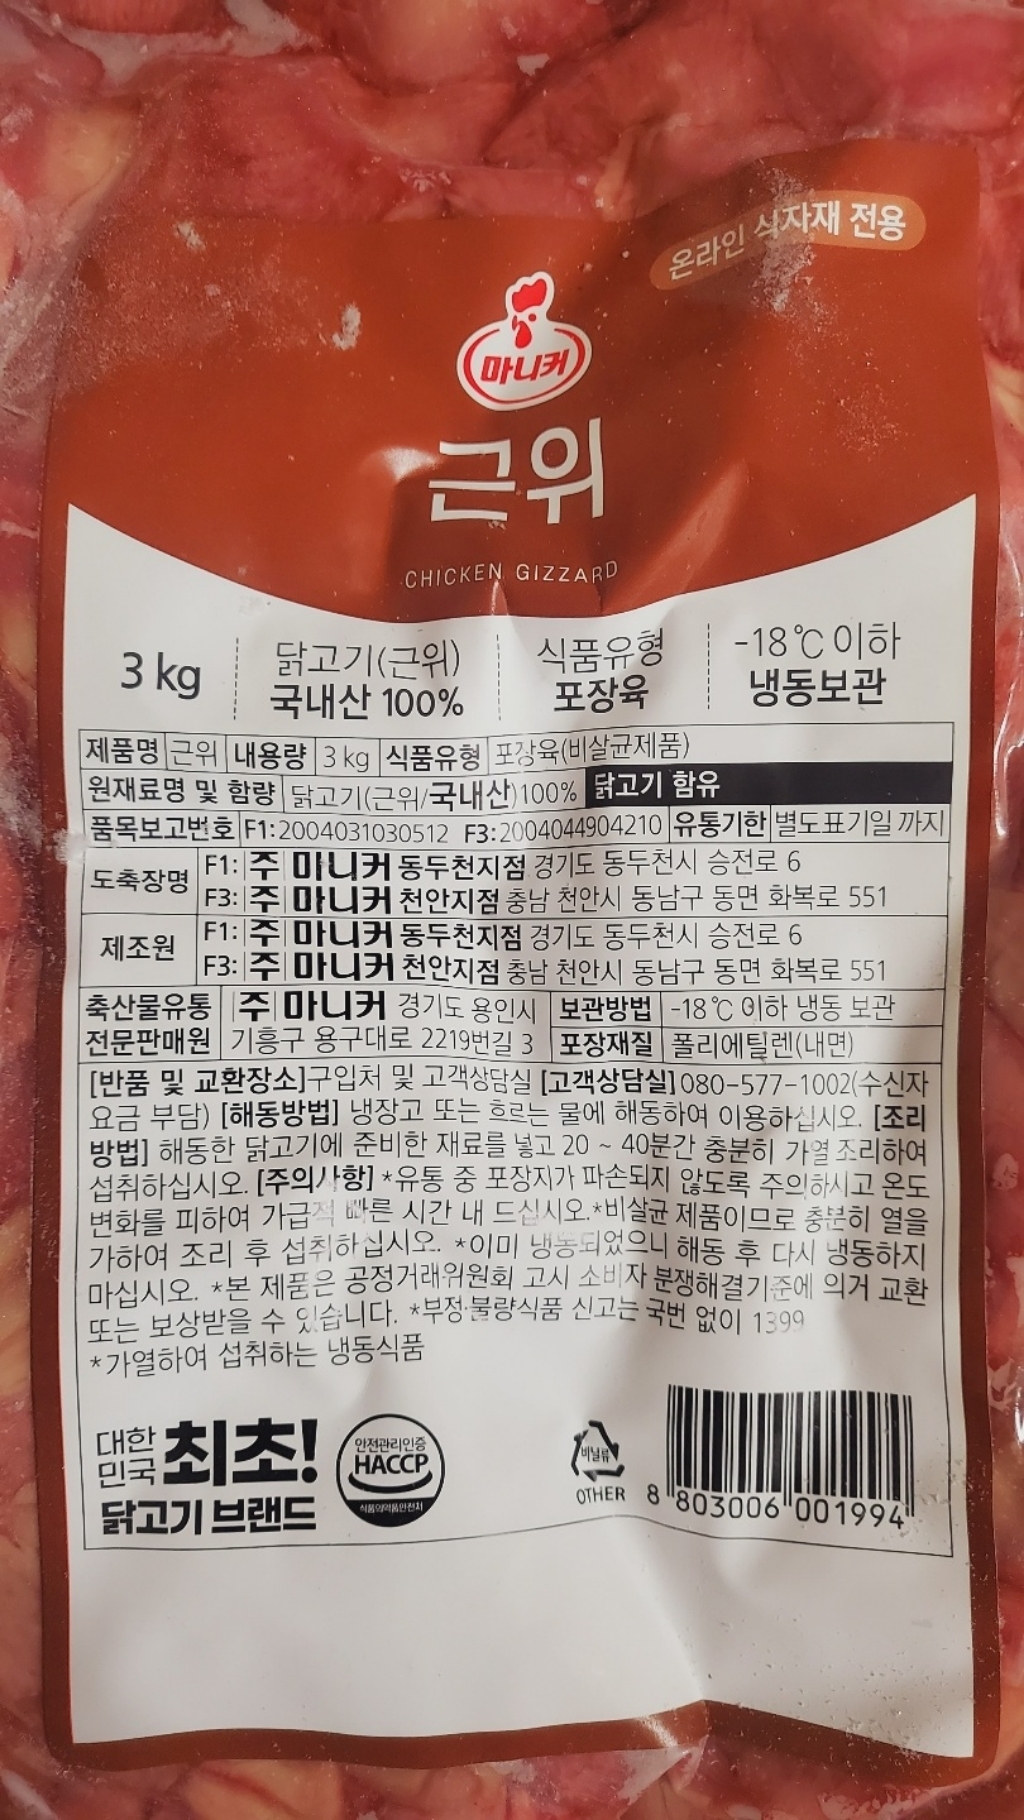 온라인 식자재 전용
마니커
근위
CHICKEN GIZZARD
3 kg
닭고기(근위)
국내산 100%
식품유형
포장육
-18℃ 이하
냉동보관
제품명 근위 내용량 3 kg 식품유형 포장육(비살균제품)
원재료명 및 함량 닭고기(근위/국내산)100% 닭고기 함유
품목보고번호 F1:2004031030512 F3:2004044904210 유통기한 별도표기일 까지
도축장명 F1: 주 마니커 동두천지점 경기도 동두천시 승전로 6
F3: 주 마니커 천안지점 충남 천안시 동남구 동면 화복로 551
제조원 F1: 주 마니커 동두천지점 경기도 동두천시 승전로 6
F3: 주 마니커 천안지점 충남 천안시 동남구 동면 화복로 551
축산물유통 주 마니커 경기도 용인시 보관방법 -18℃ 이하 냉동 보관
전문판매원 기흥구 용구대로 2219번길 3 포장재질 폴리에틸렌(내면)
[반품 및 교환장소]구입처 및 고객상담실 [고객상담실] 080-577-1002(수신자
요금 부담) [해동방법] 냉장고 또는 흐르는 물에 해동하여 이용하십시오. [조리
방법] 해동한 닭고기에 준비한 재료를 넣고 20 ~ 40분간 충분히 가열 조리하여
섭취하십시오. [주의사항] *유통 중 포장지가 파손되지 않도록 주의하시고 온도
변화를 피하여 가급적 빠른 시간 내 드십시오.*비살균 제품이므로 충분히 열을
가하여 조리 후 섭취하십시오. *이미 냉동되었으니 해동 후 다시 냉동하지
마십시오. *본 제품은 공정거래위원회 고시 소비자 분쟁해결기준에 의거 교환
또는 보상받을 수 있습니다. *부정·불량식품 신고는 국번 없이 1399
*가열하여 섭취하는 냉동식품
대한민국 최초!
닭고기 브랜드
안전관리인증
HACCP
식품의약품안전처
비닐류
OTHER
8 803006 001994